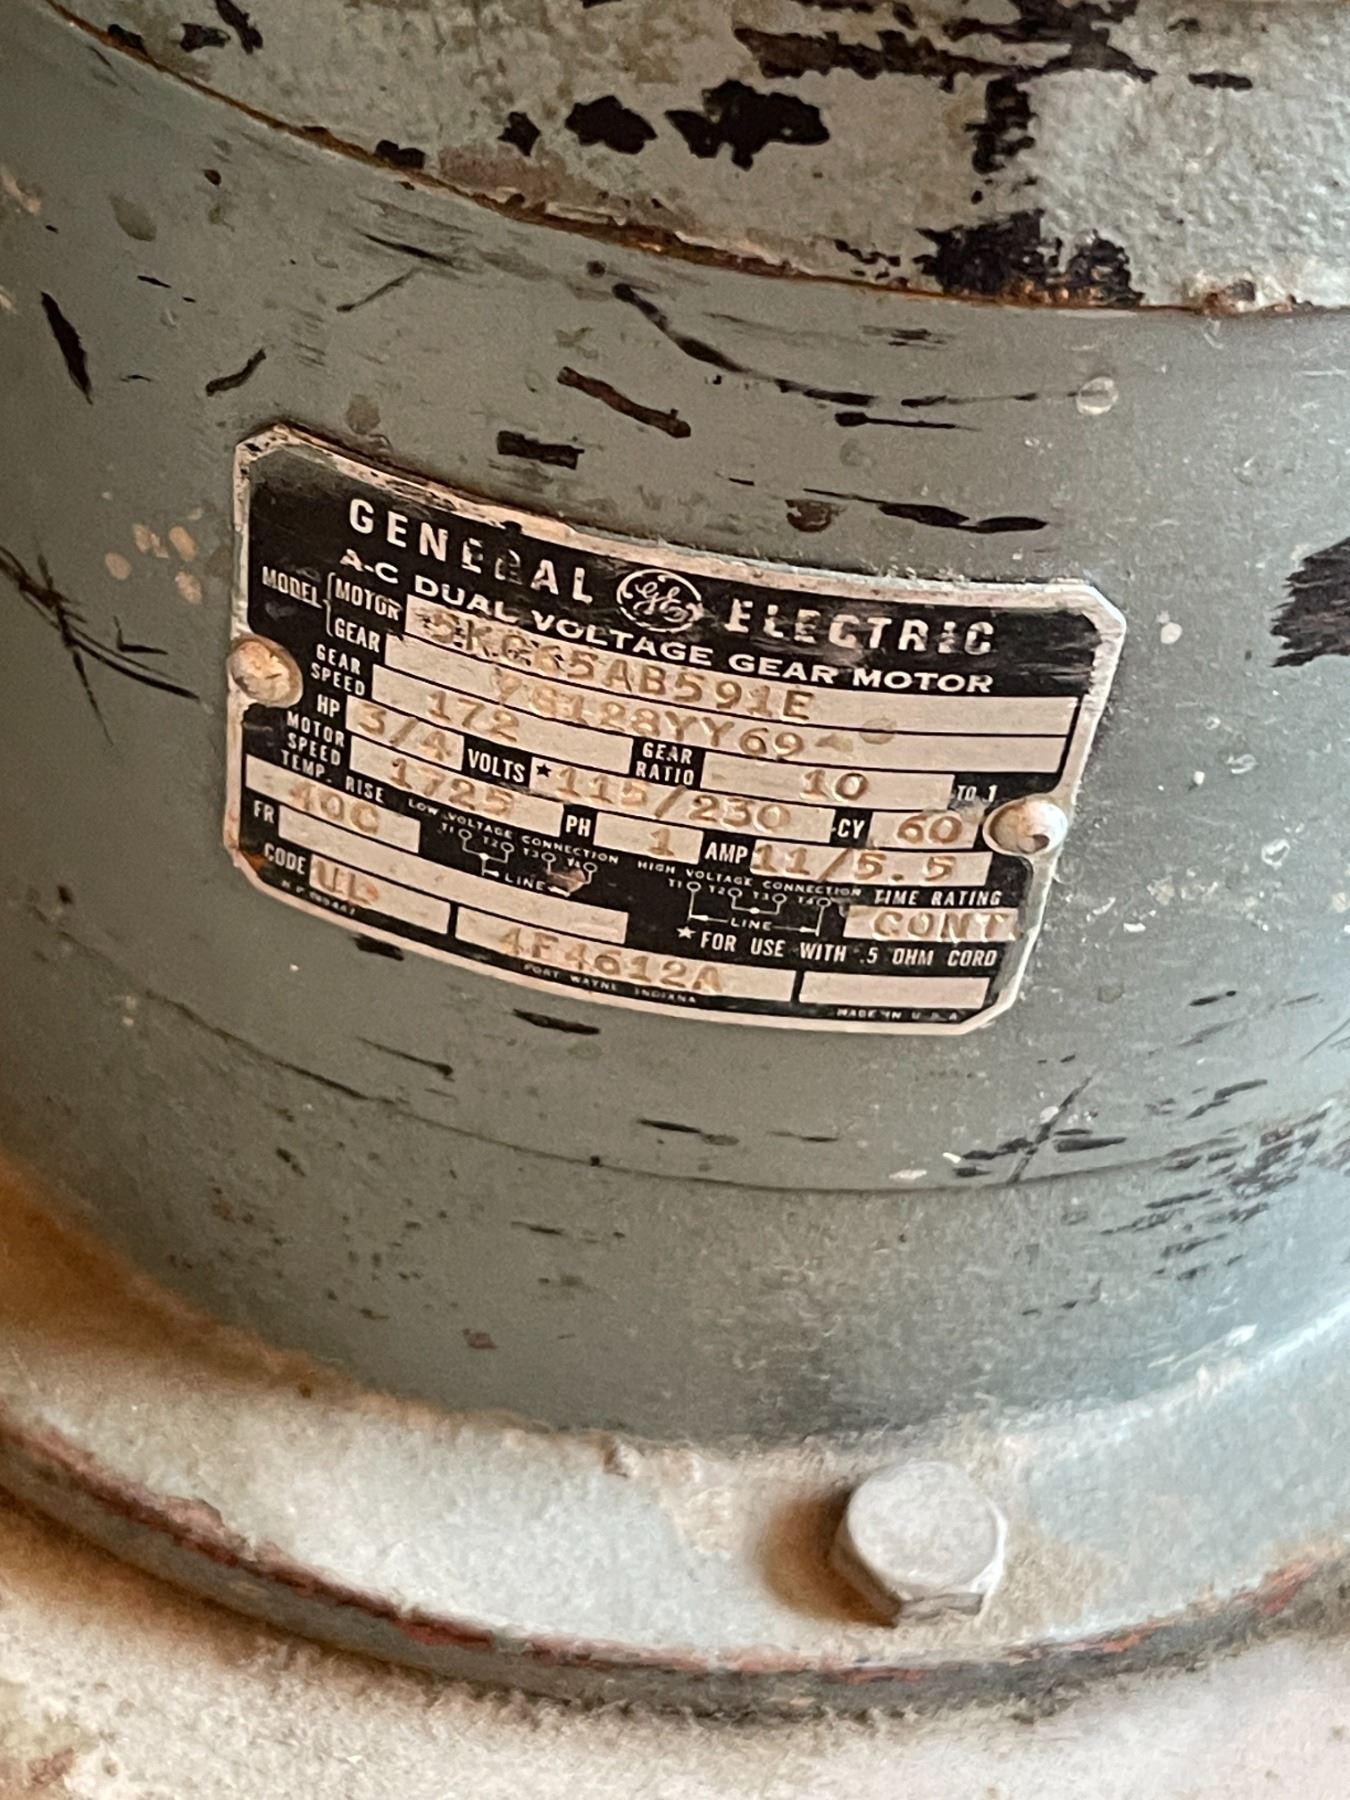 GENERAL GE ELECTRIC
A-C DUAL VOLTAGE GEAR MOTOR
MODEL MOTOR 5KC65AB591E
GEAR 7G128YY69
GEAR SPEED 172 GEAR RATIO 10 TO 1
HP 3/4 VOLTS *115/230 CY 60
MOTOR SPEED 1725 PH 1 AMP 11/5.5
TEMP. RISE 40C LOW VOLTAGE CONNECTION HIGH VOLTAGE CONNECTION TIME RATING
T1 T2 T3 T4 T1 T2 T3 T4 CONT.
FR LINE LINE
CODE *FOR USE WITH .5 OHM CORD
4F4612A
FORT WAYNE INDIANA MADE IN U.S.A.